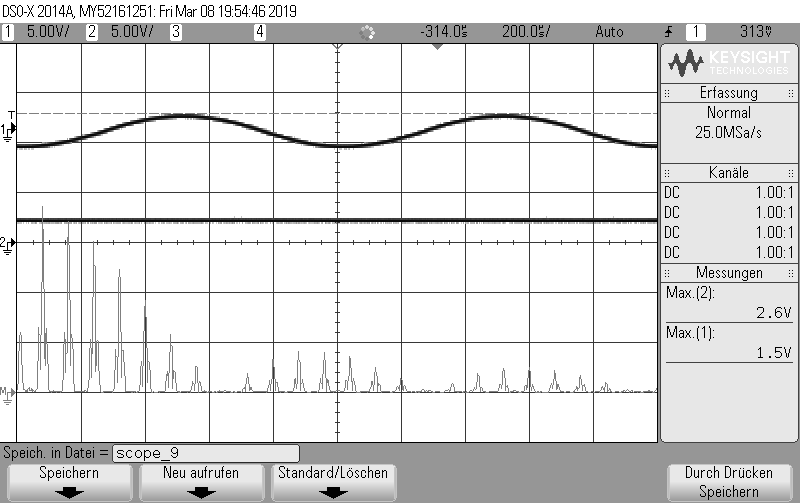 DSO-X 2014A, MY52161251: Fri Mar 08 19:54:46 2019
1 5.00V/ 2 5.00V/ 3 4 -314.0s 200.0s/ Auto 1 313
KEYSIGHT
TECHNOLOGIES
Erfassung
Normal
25.0MSa/s
Kanäle
DC 1.00:1
DC 1.00:1
DC 1.00:1
DC 1.00:1
Messungen
Max.(2):
2.6V
Max.(1):
1.5V
T
1
2
M
Speich. in Datei = scope_9
Speichern
Neu aufrufen
Standard/Löschen
Durch Drücken
Speichern